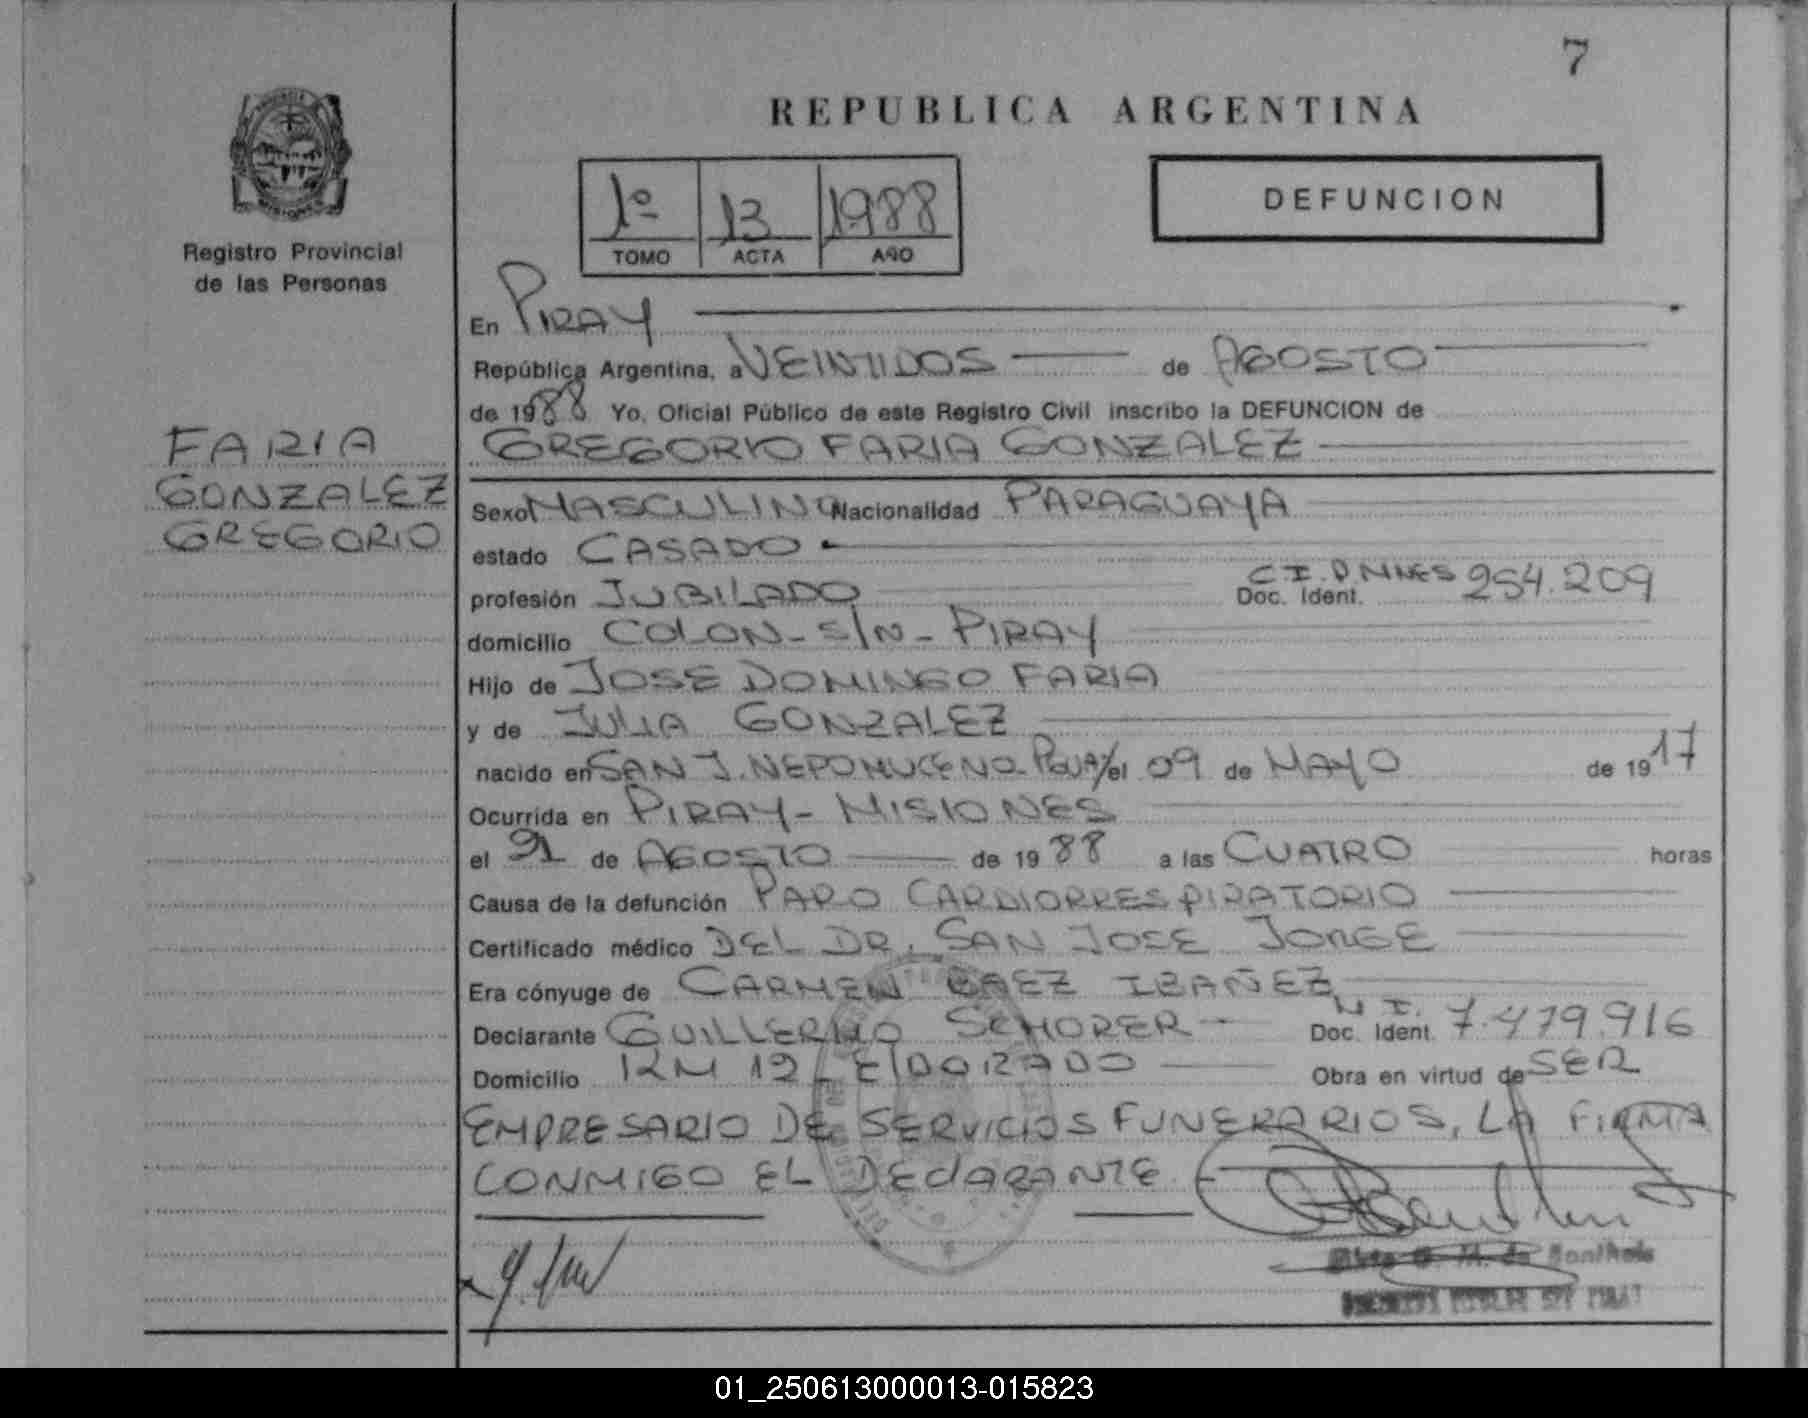 7
REPUBLICA ARGENTINA
DEFUNCION
1º 13 1988
TOMO ACTA AÑO
Registro Provincial
de las Personas
FARIA
GONZALEZ
GREGORIO
En PIRAY
República Argentina, a VEINTIDOS de AGOSTO
de 1988 Yo, Oficial Público de este Registro Civil inscribo la DEFUNCION de
GREGORIO FARIA GONZALEZ
Sexo MASCULINO Nacionalidad PARAGUAYA
estado CASADO
profesión JUBILADO Doc. Ident. C.I.P. MNES 254.209
domicilio COLON - S/N - PIRAY
Hijo de JOSE DOMINGO FARIA
y de JULIA GONZALEZ
nacido en SAN J. NEPOMUCENO - PGUAY el 09 de MAYO de 1917
Ocurrida en PIRAY - MISIONES
el 21 de AGOSTO de 1988 a las CUATRO horas
Causa de la defunción PARO CARDIORRESPIRATORIO
Certificado médico DEL DR. SAN JOSE JORGE
Era cónyuge de CARMEN BAEZ IBAÑEZ
Declarante GUILLERMO SCHORER Doc. Ident. M.I. 7.479.916
Domicilio KM 12 - ELDORADO Obra en virtud de SER
EMPRESARIO DE SERVICIOS FUNERARIOS, LA FIRMA
CONMIGO EL DECLARANTE
01_250613000013-015823